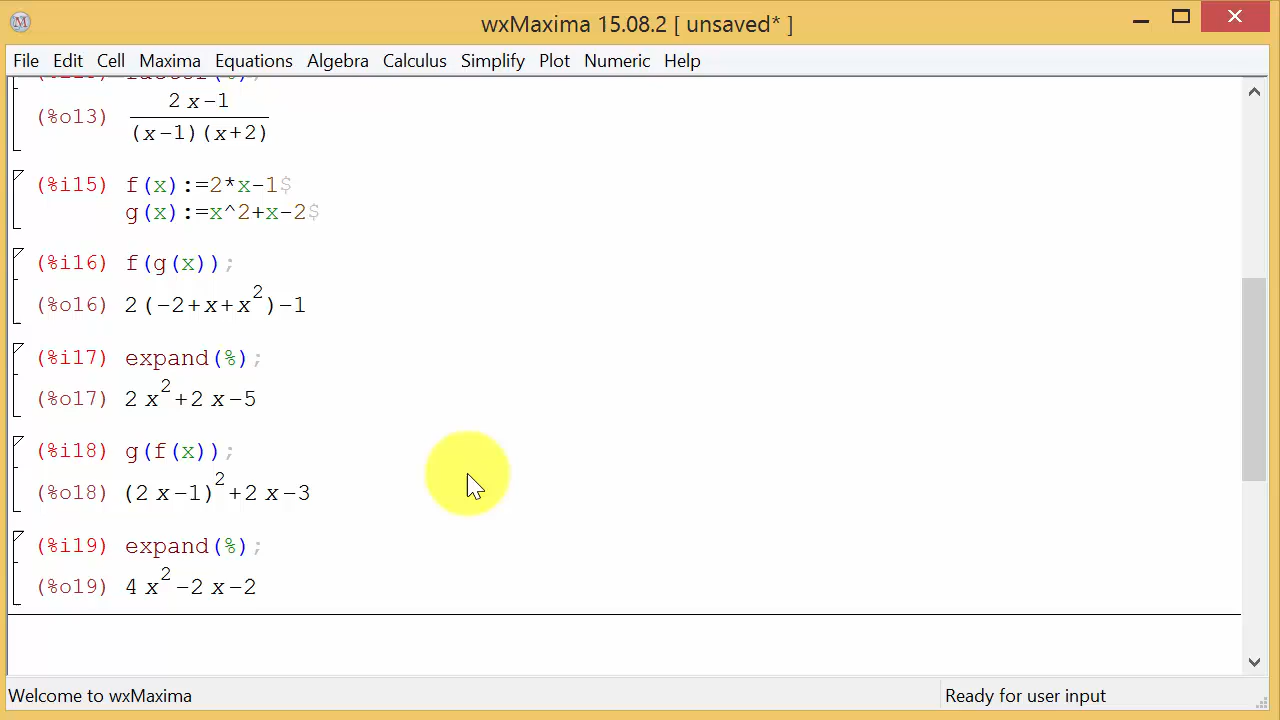 wxMaxima 15.08.2 [ unsaved* ]
File Edit Cell Maxima Equations Algebra Calculus Simplify Plot Numeric Help
(%o13) 2 x−1
(x−1)(x+2)
(%i15) f(x):=2*x-1$
g(x):=x^2+x-2$
(%i16) f(g(x));
(%o16) 2(−2+x+x²)−1
(%i17) expand(%);
(%o17) 2 x²+2 x−5
(%i18) g(f(x));
(%o18) (2 x−1)²+2 x−3
(%i19) expand(%);
(%o19) 4 x²−2 x−2
Welcome to wxMaxima
Ready for user input